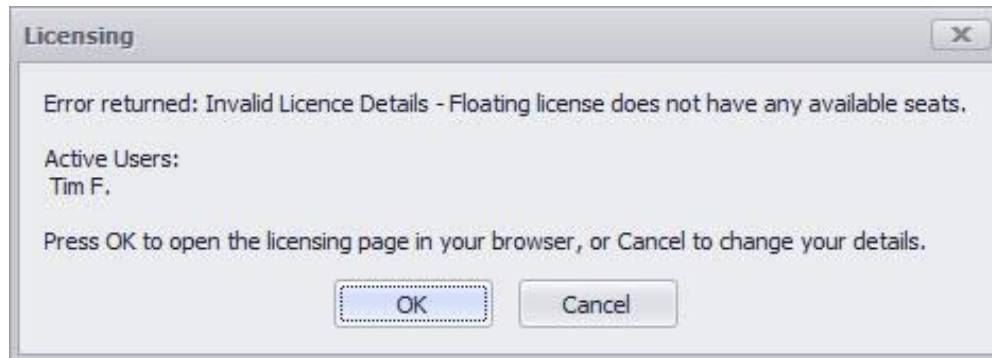 Licensing
Error returned: Invalid Licence Details - Floating license does not have any available seats.
Active Users:
Tim F.
Press OK to open the licensing page in your browser, or Cancel to change your details.
OK
Cancel